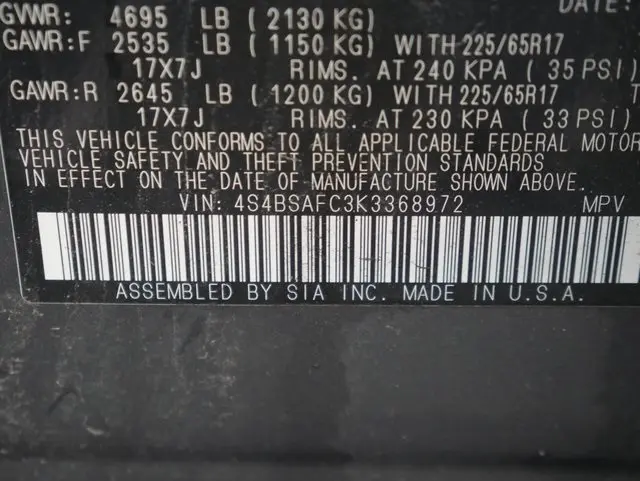 DATE:
GVWR: 4695 LB ( 2130 KG)
GAWR:F 2535 LB ( 1150 KG) WITH 225/65R17
17X7J RIMS. AT 240 KPA ( 35 PSI)
GAWR:R 2645 LB ( 1200 KG) WITH 225/65R17 T
17X7J RIMS. AT 230 KPA ( 33 PSI)
THIS VEHICLE CONFORMS TO ALL APPLICABLE FEDERAL MOTOR
VEHICLE SAFETY AND THEFT PREVENTION STANDARDS
IN EFFECT ON THE DATE OF MANUFACTURE SHOWN ABOVE.
VIN: 4S4BSAFC3K3368972 MPV
ASSEMBLED BY SIA INC. MADE IN U.S.A.